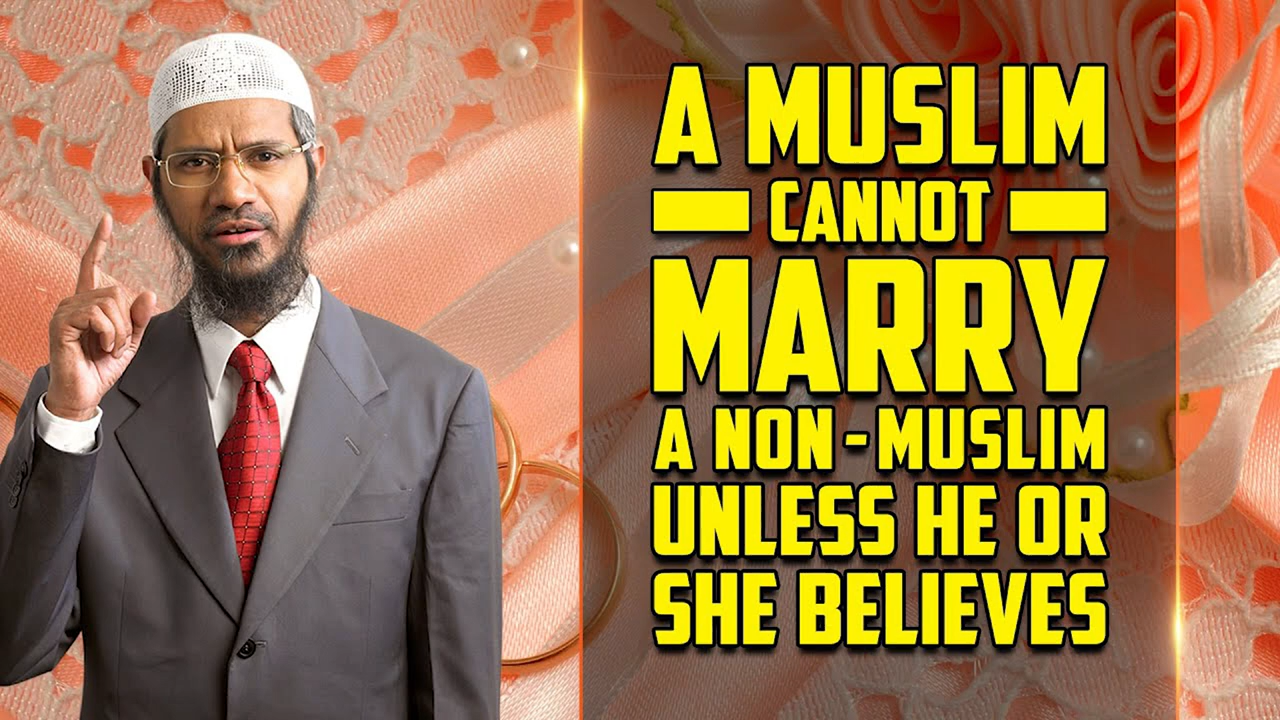 A MUSLIM
CANNOT
MARRY
A NON-MUSLIM
UNLESS HE OR
SHE BELIEVES